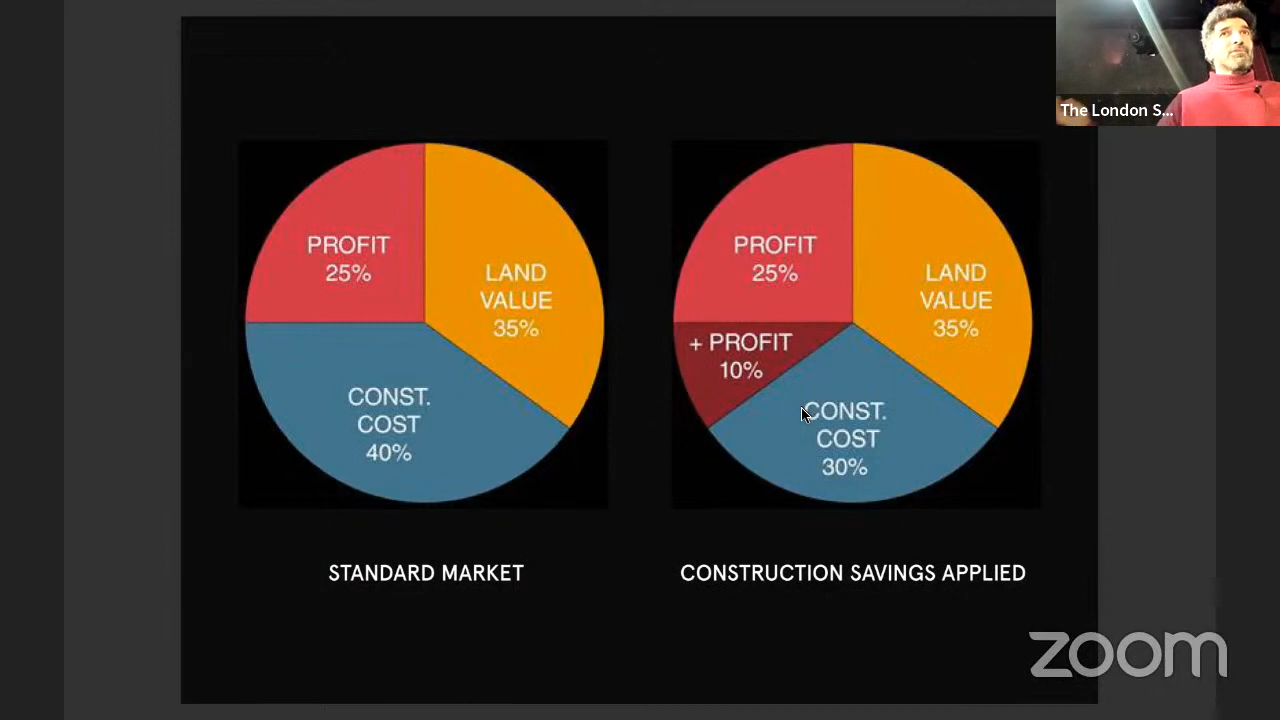 The London S...
PROFIT
25%
LAND
VALUE
35%
CONST.
COST
40%
PROFIT
25%
LAND
VALUE
35%
+ PROFIT
10%
CONST.
COST
30%
STANDARD MARKET
CONSTRUCTION SAVINGS APPLIED
zoom